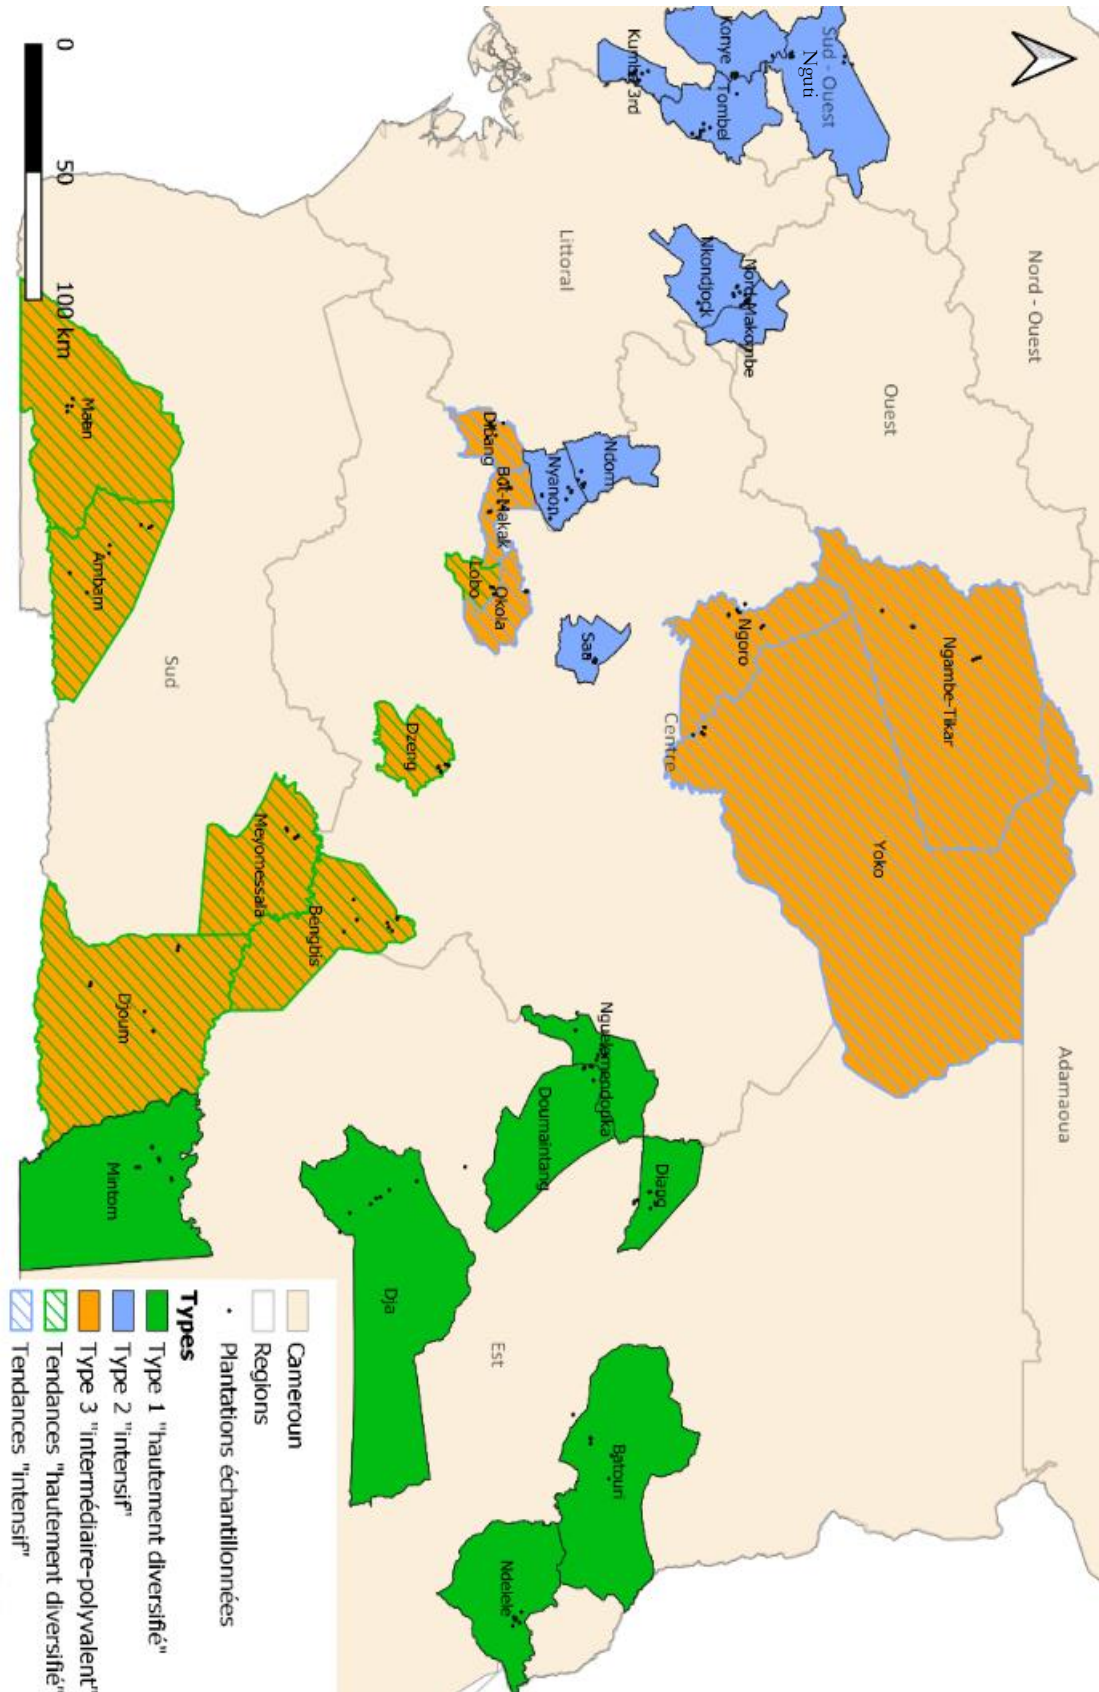 Nord - Ouest
Adamaoua
Sud - Ouest
Nguti
Ouest
Ngambe-Tikar
Yoko
Konye
Tombel
Kumba 3rd
Nord-Makombe
Nkondjock
Ngoro
Centre
Littoral
Ndom
Nyanon
Saa
Diang
Nguelemendouka
Doumaintang
Batouri
Dibang
Bot-Makak
Okola
Lobo
Dzeng
Est
Ndelele
Dja
Bengbis
Meyomessala
Sud
Djoum
Mintom
Maan
Ambam
0
50
100 km
Cameroun
Regions
Plantations échantillonnées
Types
Type 1 "hautement diversifié"
Type 2 "intensif"
Type 3 "intermédiaire-polyvalent"
Tendances "hautement diversifié"
Tendances "intensif"